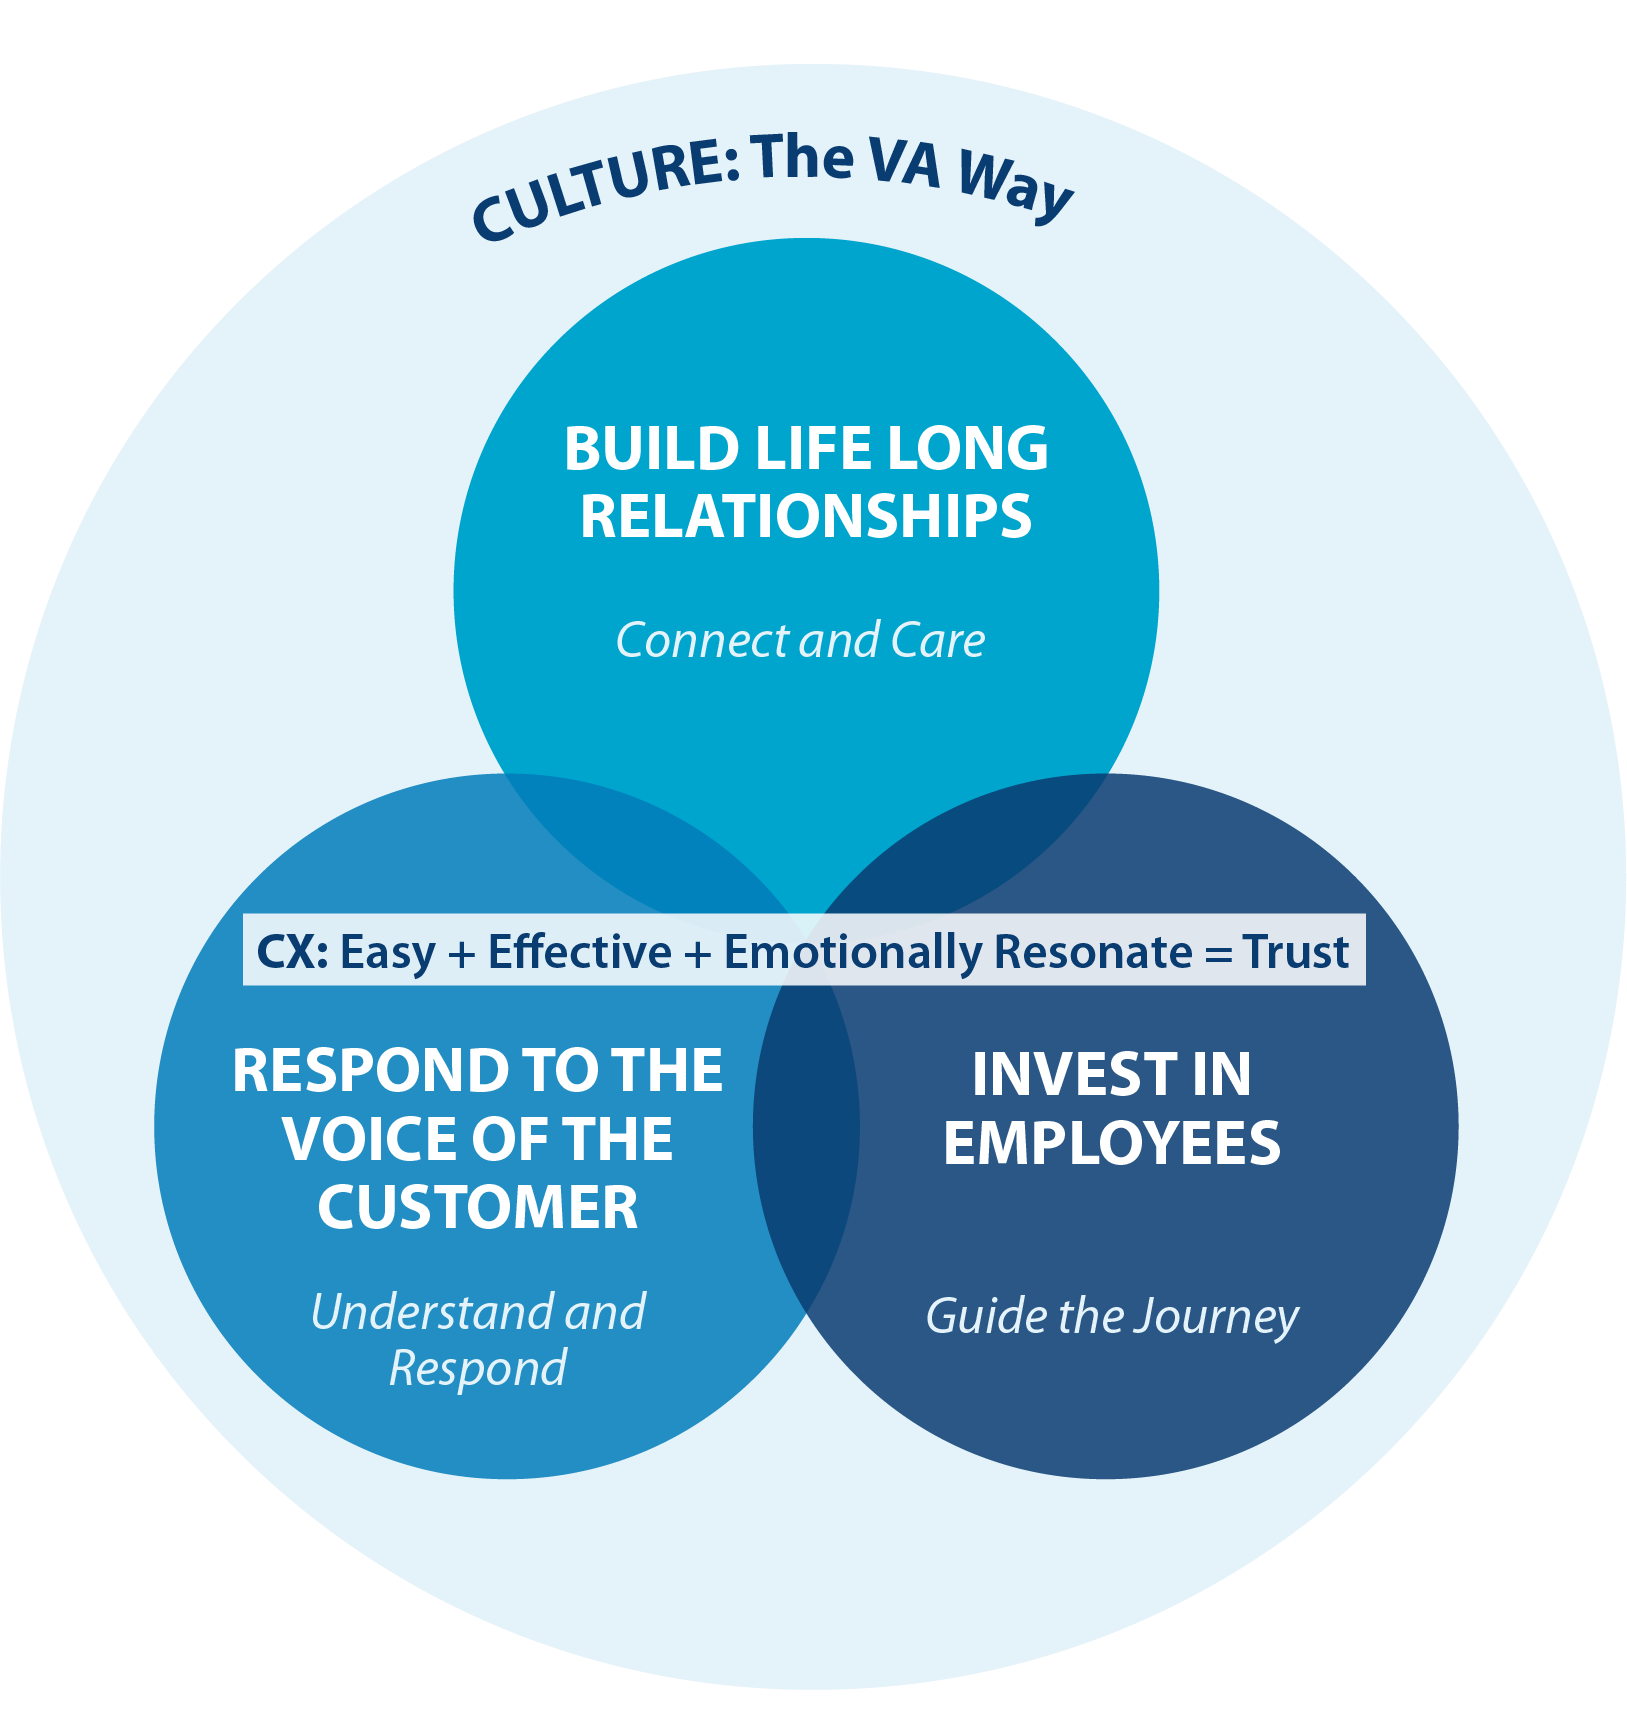 CULTURE: The VA Way
BUILD LIFE LONG
RELATIONSHIPS
Connect and Care
CX: Easy + Effective + Emotionally Resonate = Trust
RESPOND TO THE
VOICE OF THE
CUSTOMER
Understand and
Respond
INVEST IN
EMPLOYEES
Guide the Journey